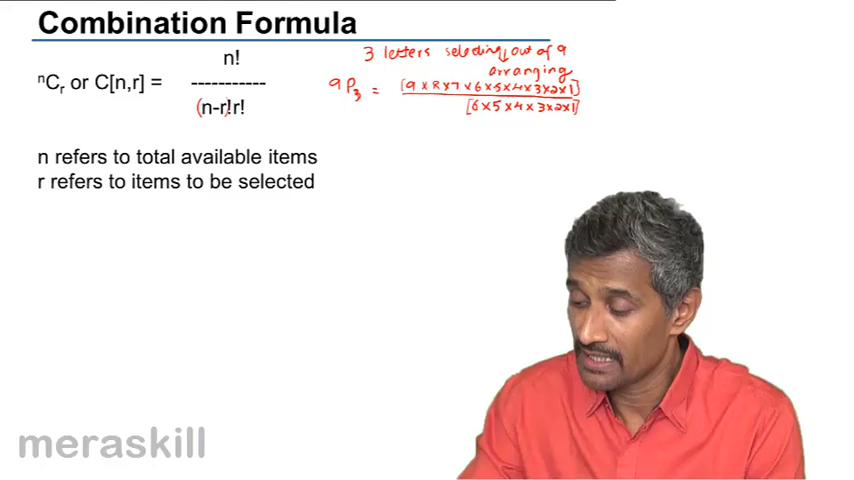 Combination Formula
n!
ⁿCᵣ or C[n,r] = -----------
(n-r)!r!
3 letters selecting, out of 9
arranging
9P₃ = [9 × 8 × 7 × 6 × 5 × 4 × 3 × 2 × 1]
[6 × 5 × 4 × 3 × 2 × 1]
n refers to total available items
r refers to items to be selected
meraskill